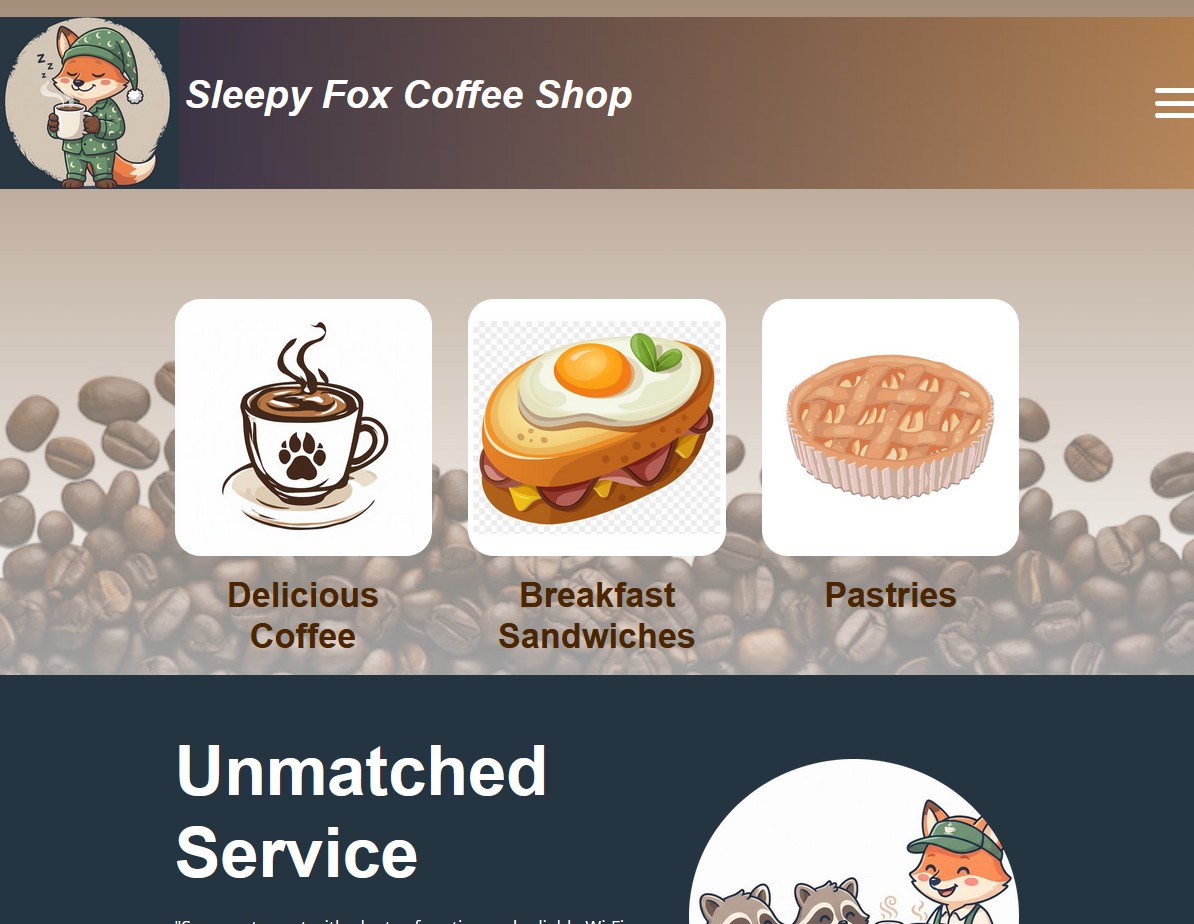 z z z
Sleepy Fox Coffee Shop
Delicious
Coffee
Breakfast
Sandwiches
Pastries
Unmatched
Service